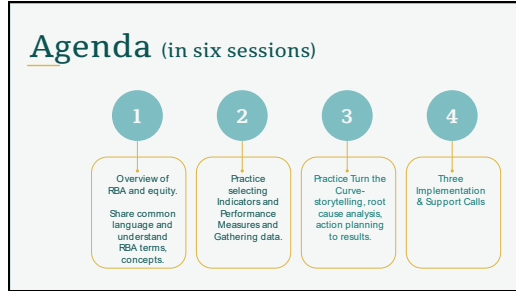 Agenda (in six sessions)
1
2
3
4
Overview of
RBA and equity.
Share common
language and
understand
RBA terms,
concepts.
Practice
selecting
Indicators and
Performance
Measures and
Gathering data.
Practice Turn the
Curve-
storytelling, root
cause analysis,
action planning
to results.
Three
Implementation
& Support Calls